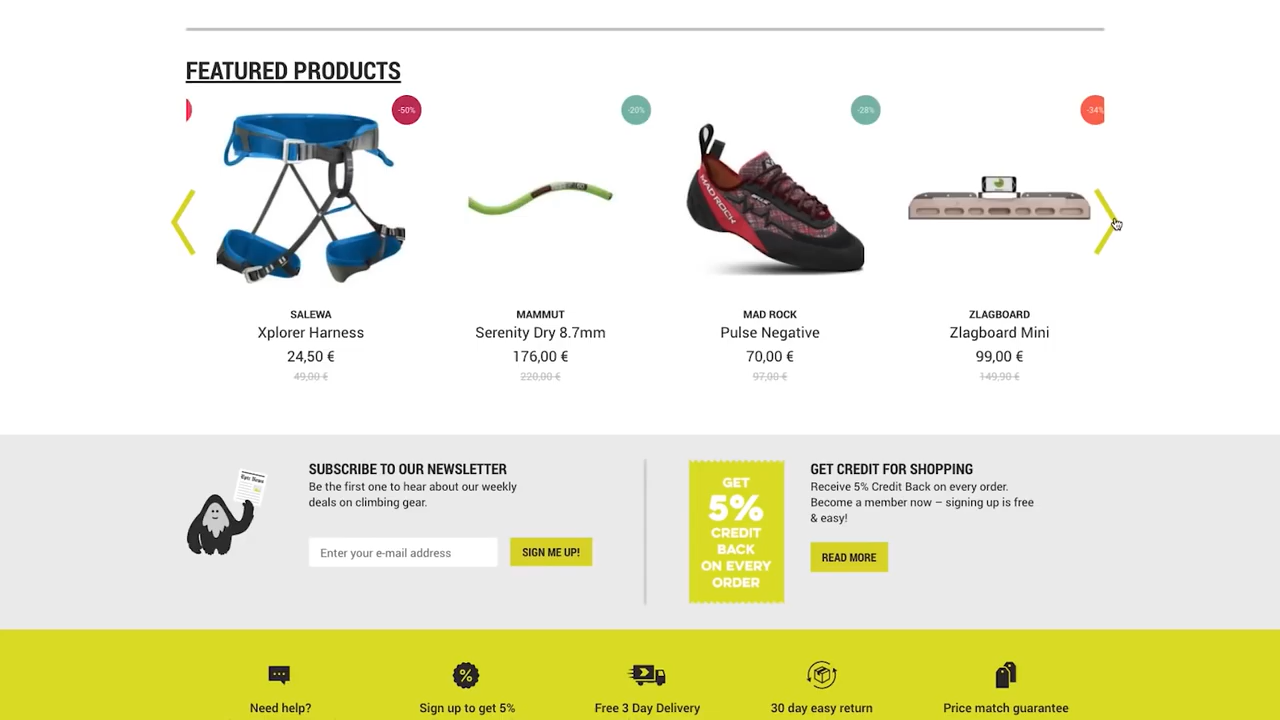 FEATURED PRODUCTS
-50%
-20%
-28%
-34%
MAD ROCK
SALEWA
Xplorer Harness
24,50 €
49,00 €
MAMMUT
Serenity Dry 8.7mm
176,00 €
220,00 €
MAD ROCK
Pulse Negative
70,00 €
97,00 €
ZLAGBOARD
Zlagboard Mini
99,00 €
149,90 €
Epic News
SUBSCRIBE TO OUR NEWSLETTER
Be the first one to hear about our weekly
deals on climbing gear.
Enter your e-mail address
SIGN ME UP!
GET
5%
CREDIT
BACK
ON EVERY
ORDER
GET CREDIT FOR SHOPPING
Receive 5% Credit Back on every order.
Become a member now – signing up is free
& easy!
READ MORE
Need help?
Sign up to get 5%
Free 3 Day Delivery
30 day easy return
Price match guarantee